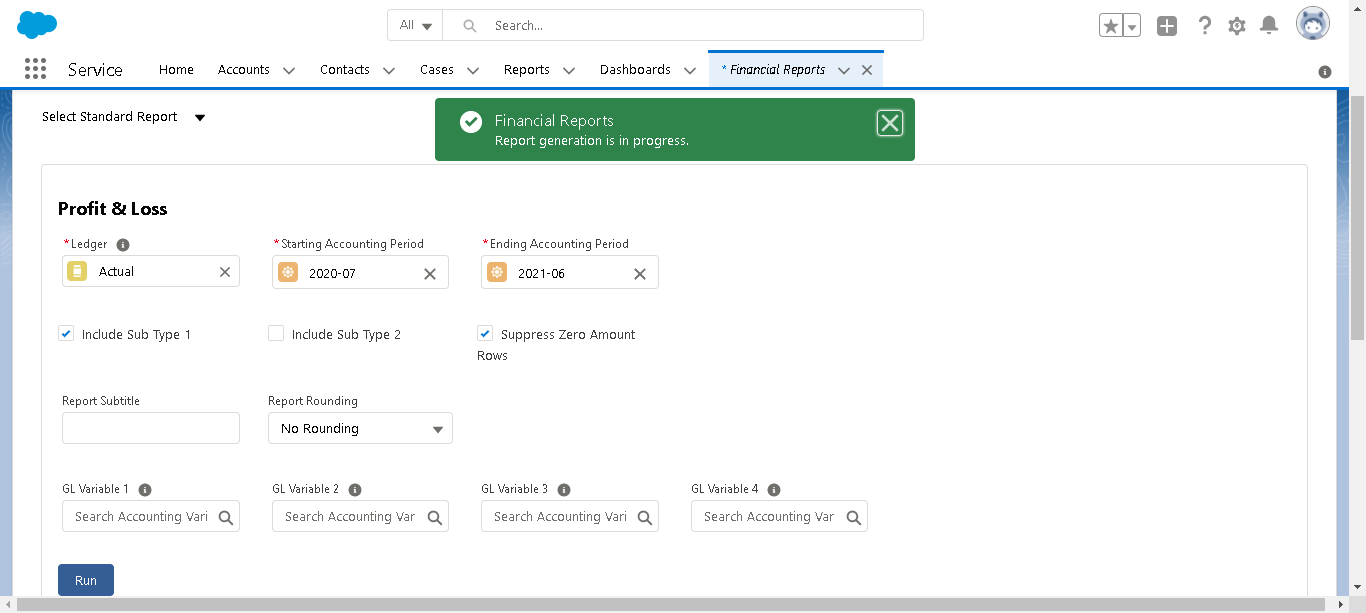 All
Search...
Service
Home
Accounts
Contacts
Cases
Reports
Dashboards
* Financial Reports
Select Standard Report
Financial Reports
Report generation is in progress.
Profit & Loss
*Ledger
*Starting Accounting Period
*Ending Accounting Period
Actual
2020-07
2021-06
Include Sub Type 1
Include Sub Type 2
Suppress Zero Amount
Rows
Report Subtitle
Report Rounding
No Rounding
GL Variable 1
GL Variable 2
GL Variable 3
GL Variable 4
Search Accounting Vari
Search Accounting Var
Search Accounting Vari
Search Accounting Var
Run